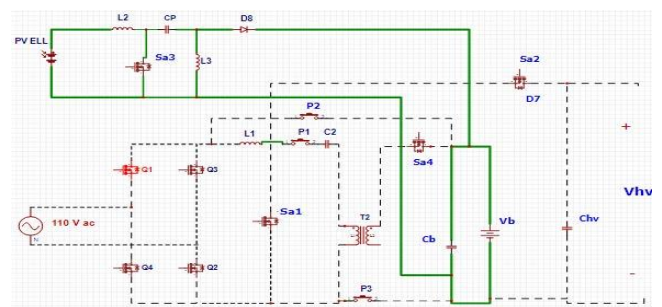 L2
CP
D8
PV ELL
Sa3
L3
Sa2
D7
P2
L1
P1
C2
Sa4
Q1
Q3
Sa1
T2
110 V ac
Cb
Vb
Chv
+
Vhv
-
Q4
Q2
P3
N